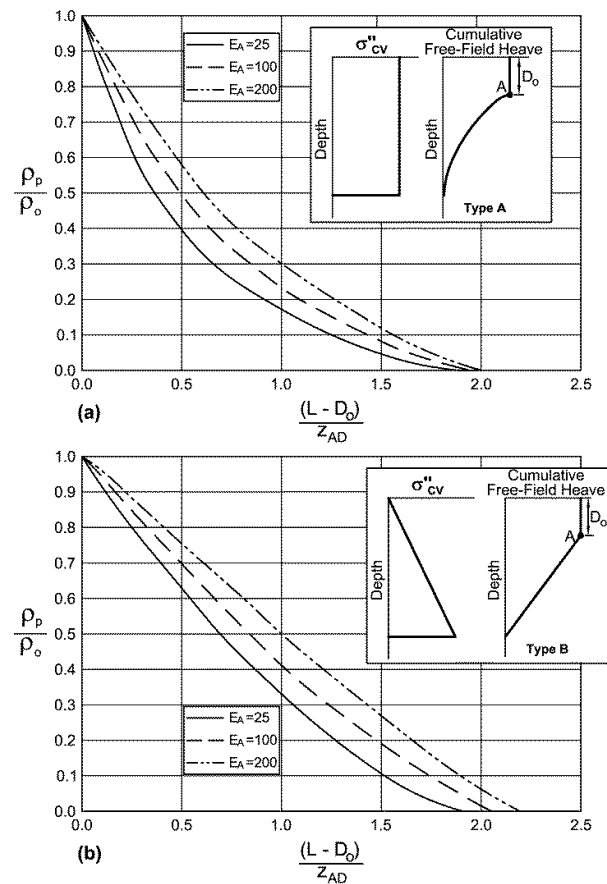 1.0
0.9
0.8
0.7
0.6
0.5
0.4
0.3
0.2
0.1
0.0
ρp
ρo
EA =25
EA =100
EA =200
σ"CV
Depth
Cumulative
Free-Field Heave
A
Do
Depth
Type A
0.0 0.5 1.0 1.5 2.0 2.5
(a)
(L - Do)
zAD
1.0
0.9
0.8
0.7
0.6
0.5
0.4
0.3
0.2
0.1
0.0
ρp
ρo
σ"CV
Depth
Cumulative
Free-Field Heave
A
Do
Depth
Type B
EA =25
EA =100
EA =200
0.0 0.5 1.0 1.5 2.0 2.5
(b)
(L - Do)
zAD